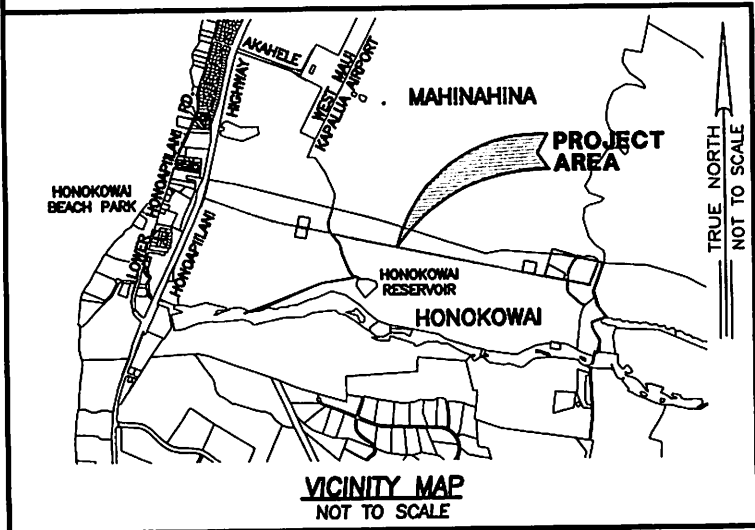 AKAHELE
HIGHWAY
WEST MAUI
KAPALUA AIRPORT
MAHINAHINA
PROJECT
AREA
TRUE NORTH
NOT TO SCALE
HONOKOWAI
BEACH PARK
LOWER HONOAPIILANI RD.
HONOAPIILANI
HONOKOWAI
RESERVOIR
HONOKOWAI
VICINITY MAP
NOT TO SCALE